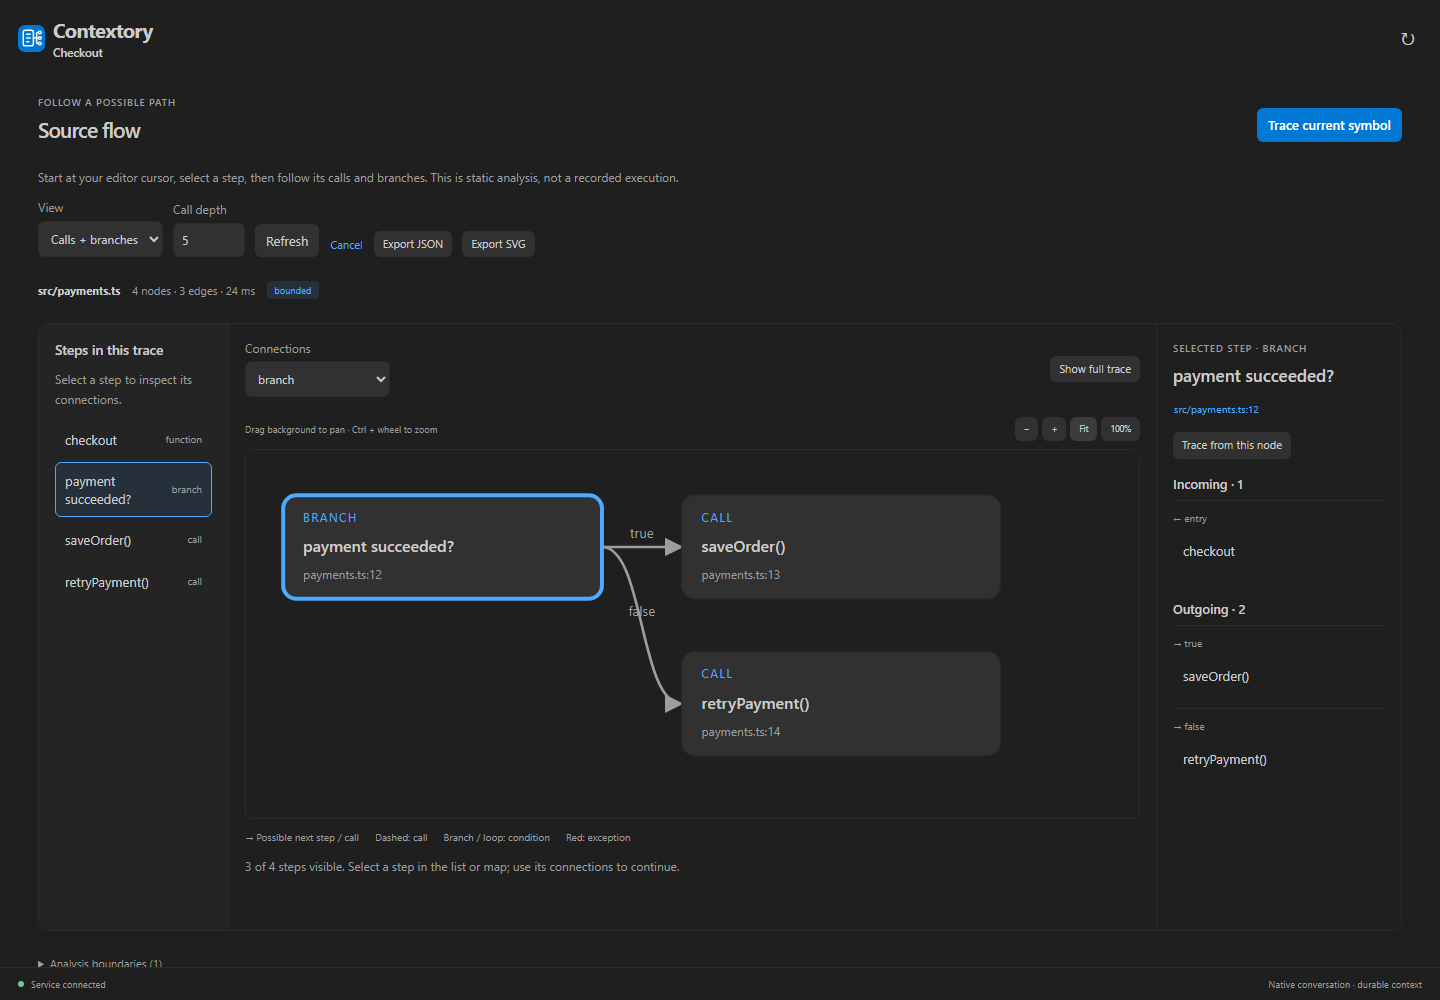 Contextory
Checkout
↻
FOLLOW A POSSIBLE PATH
Source flow
Trace current symbol
Start at your editor cursor, select a step, then follow its calls and branches. This is static analysis, not a recorded execution.
View
Call depth
Calls + branches
5
Refresh
Cancel
Export JSON
Export SVG
src/payments.ts 4 nodes · 3 edges · 24 ms bounded
Steps in this trace
Select a step to inspect its
connections.
checkout function
payment
succeeded?
branch
saveOrder() call
retryPayment() call
Connections
branch
Show full trace
Drag background to pan · Ctrl + wheel to zoom
− + Fit 100%
BRANCH
payment succeeded?
payments.ts:12
true
false
CALL
saveOrder()
payments.ts:13
CALL
retryPayment()
payments.ts:14
→ Possible next step / call Dashed: call Branch / loop: condition Red: exception
3 of 4 steps visible. Select a step in the list or map; use its connections to continue.
SELECTED STEP · BRANCH
payment succeeded?
src/payments.ts:12
Trace from this node
Incoming · 1
← entry
checkout
Outgoing · 2
→ true
saveOrder()
→ false
retryPayment()
Analysis boundaries (1)
Service connected
Native conversation · durable context